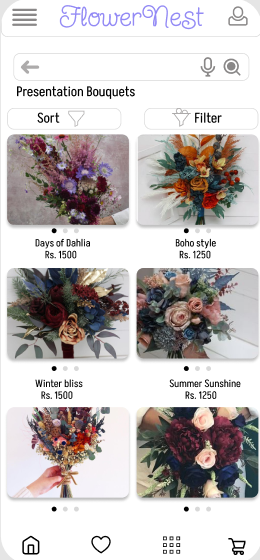 FlowerNest
Presentation Bouquets
Sort
Filter
Days of Dahlia
Rs. 1500
Boho style
Rs. 1250
Winter bliss
Rs. 1500
Summer Sunshine
Rs. 1250